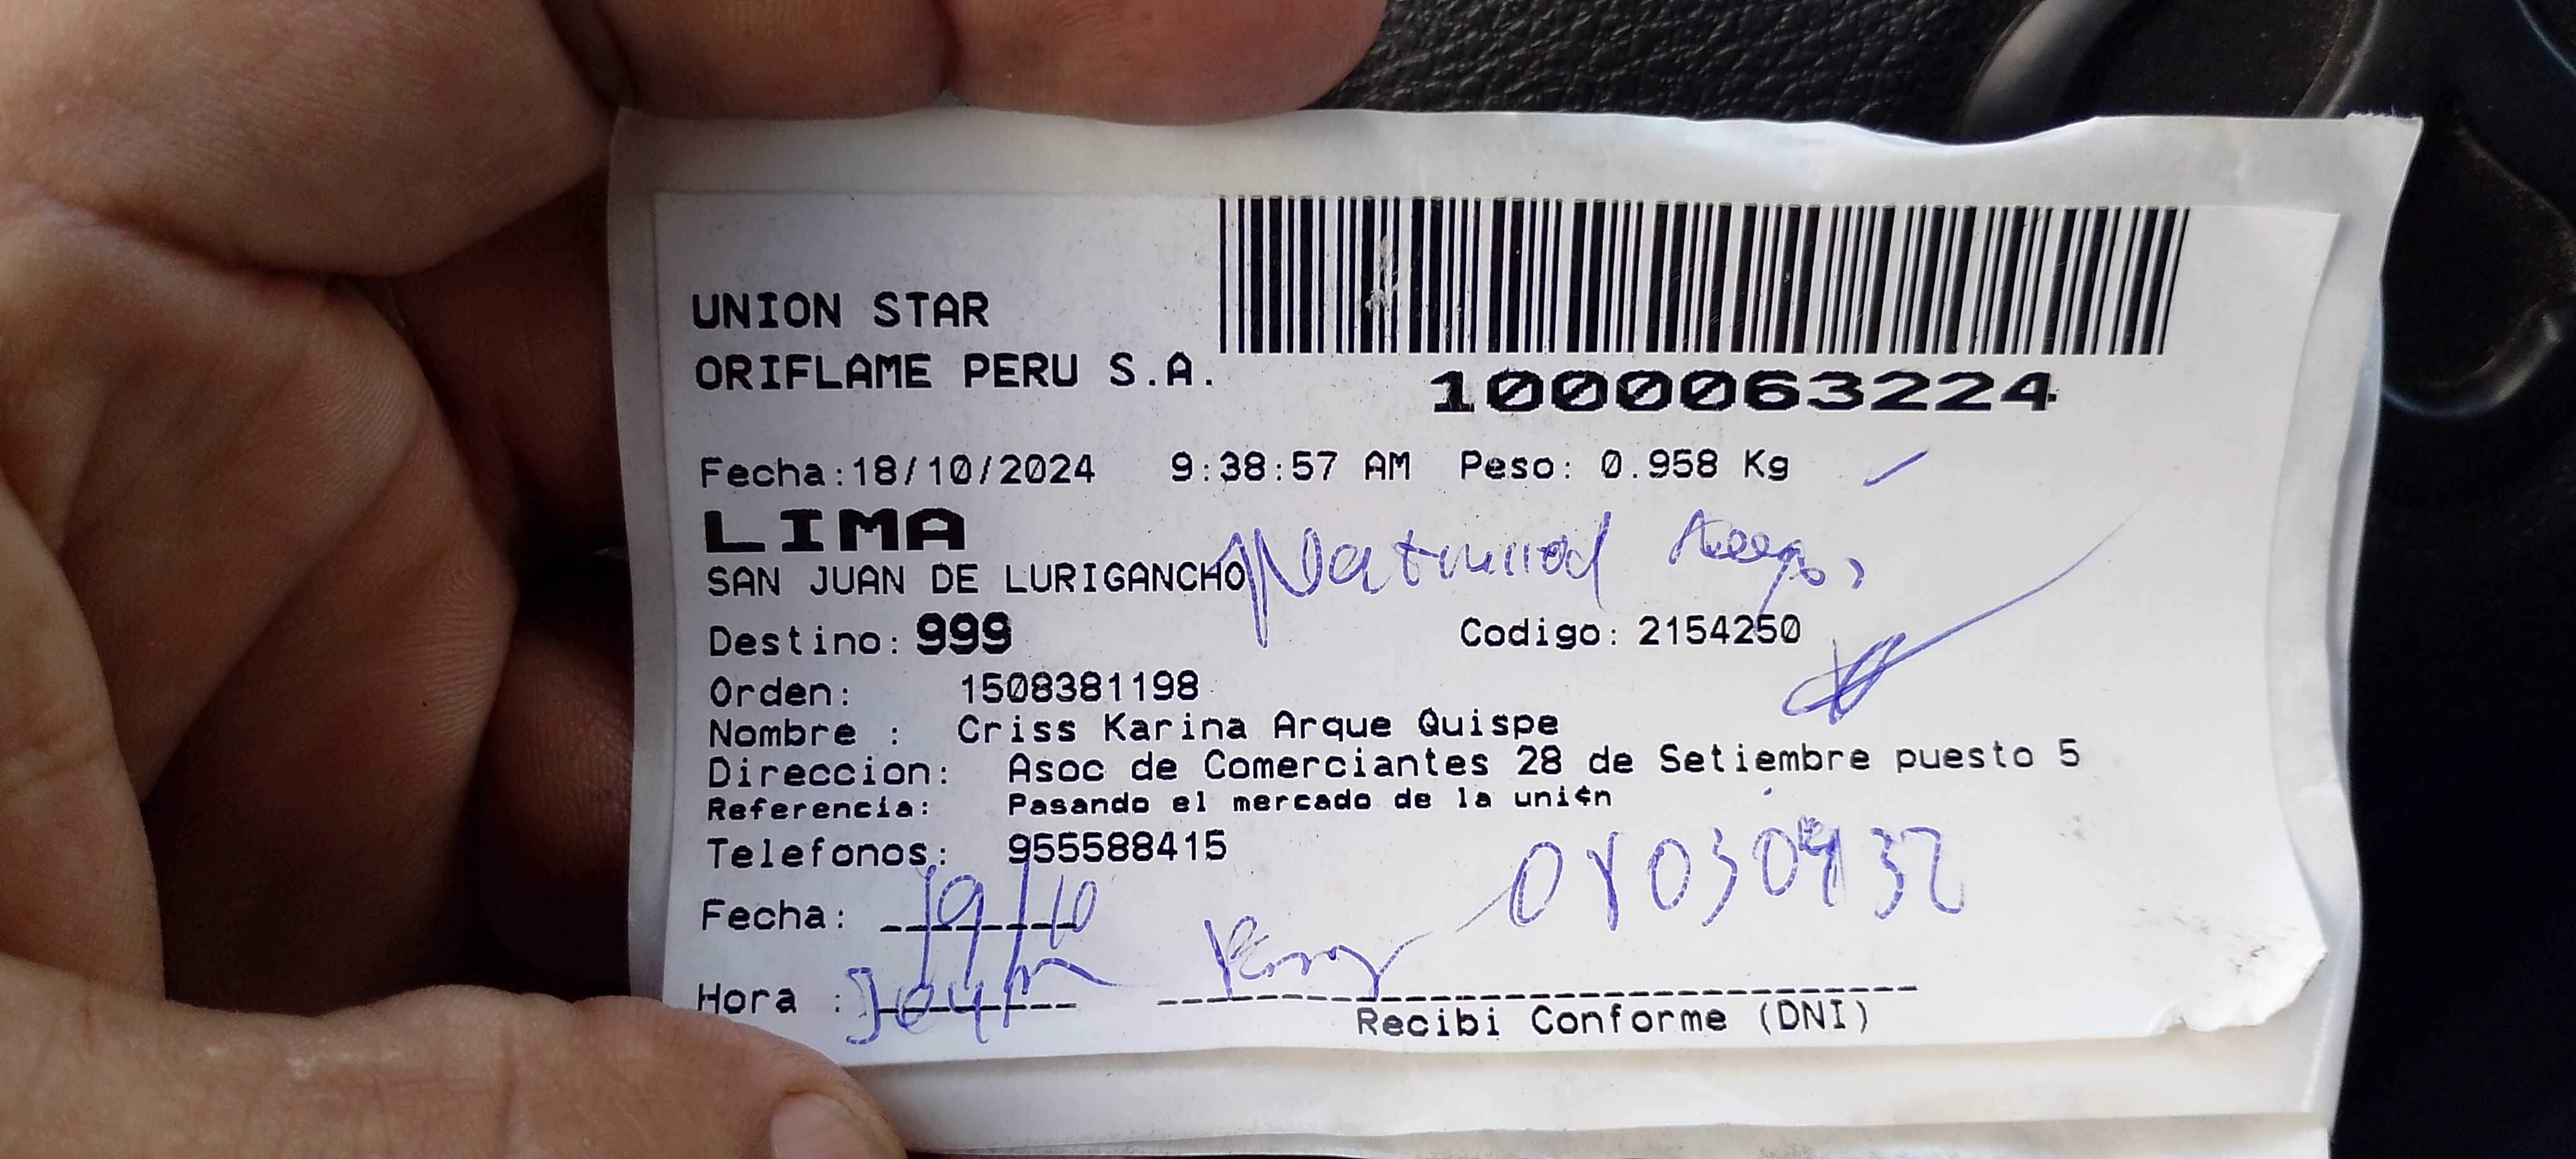 UNION STAR
ORIFLAME PERU S.A.
1000063224
Fecha:18/10/2024 9:38:57 AM Peso: 0.958 Kg
LIMA
SAN JUAN DE LURIGANCHO
Destino: 999 Codigo: 2154250
Orden: 1508381198
Nombre : Criss Karina Arque Quispe
Direccion: Asoc de Comerciantes 28 de Setiembre puesto 5
Referencia: Pasando el mercado de la uni¢n
Telefonos: 955588415
Fecha: 19/10
Hora :
Recibi Conforme (DNI)